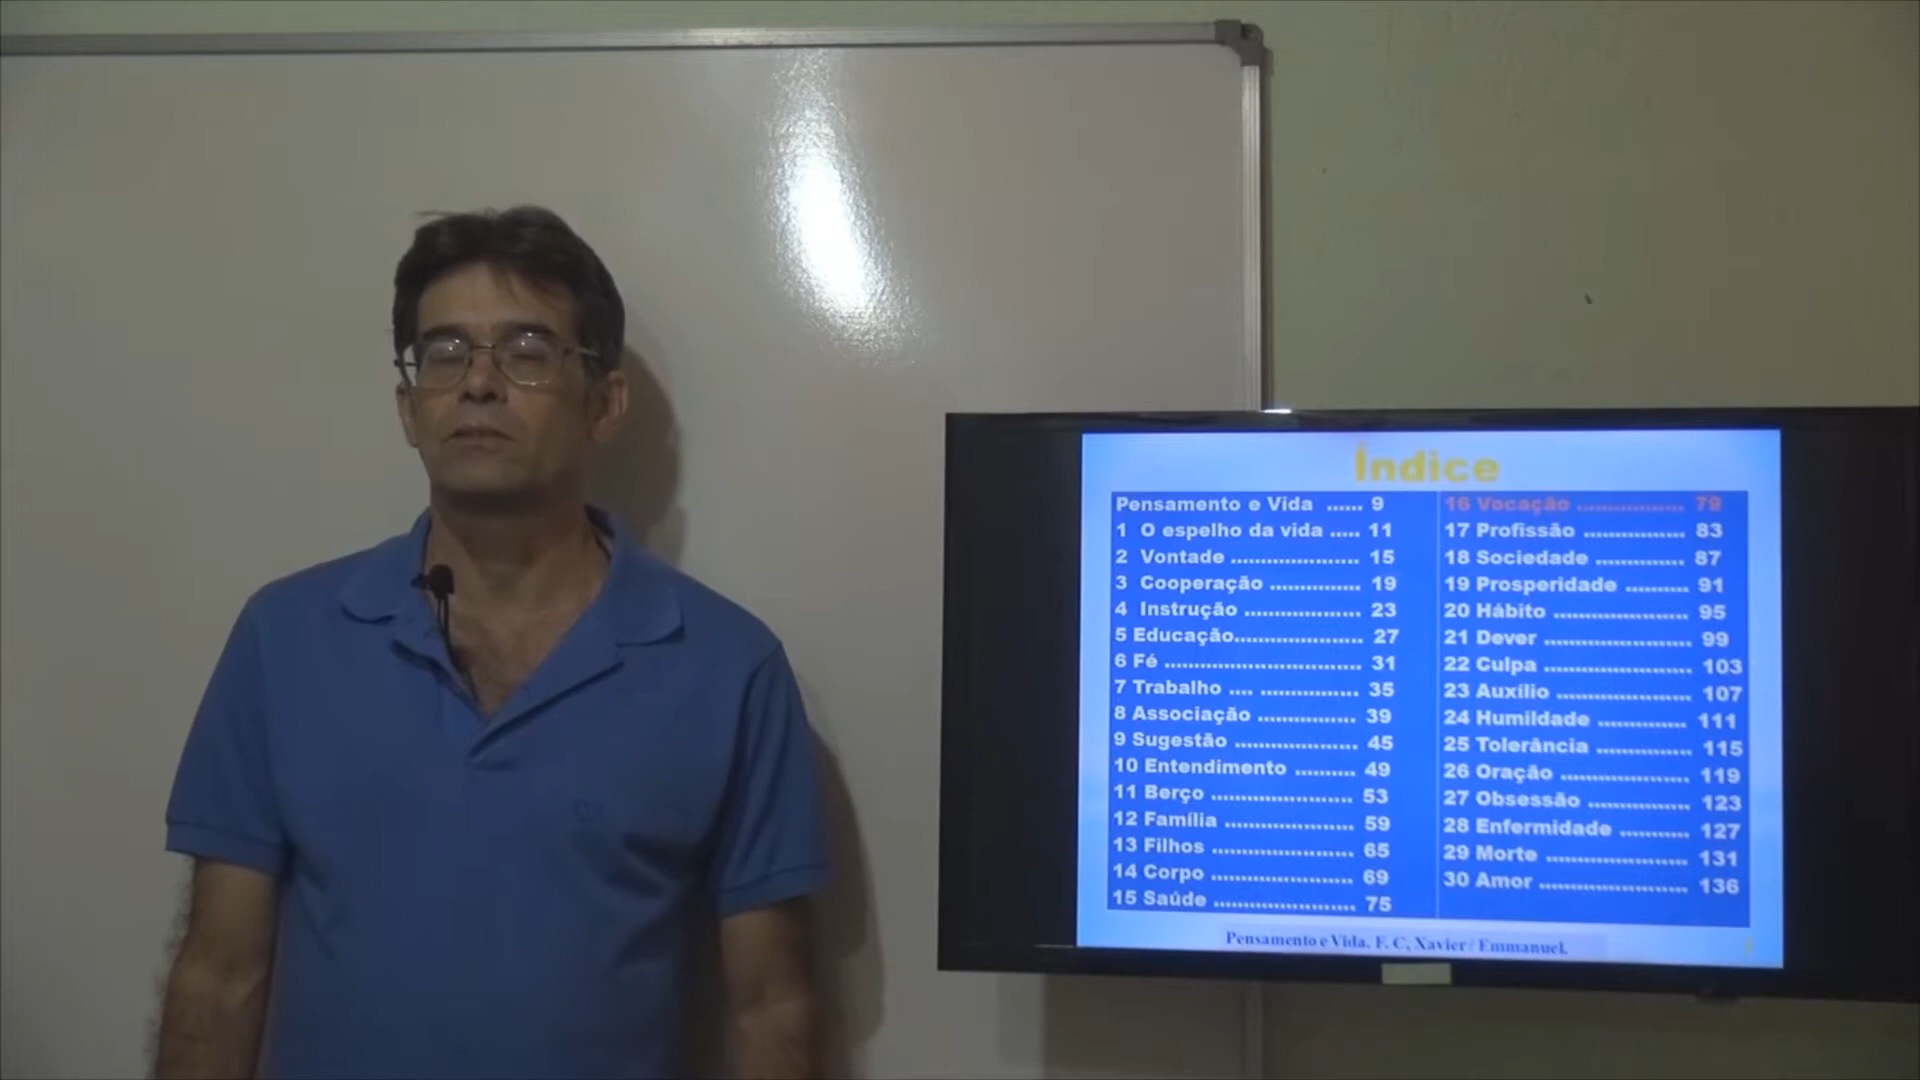 Índice
Pensamento e Vida ...... 9
1 O espelho da vida ..... 11
2 Vontade ...................... 15
3 Cooperação ............... 19
4 Instrução .................... 23
5 Educação...................... 27
6 Fé ................................. 31
7 Trabalho .... ................. 35
8 Associação ................. 39
9 Sugestão ..................... 45
10 Entendimento .......... 49
11 Berço ........................ 53
12 Família ...................... 59
13 Filhos ........................ 65
14 Corpo ........................ 69
15 Saúde ........................ 75
16 Vocação .................. 79
17 Profissão ................. 83
18 Sociedade ............... 87
19 Prosperidade ........... 91
20 Hábito ....................... 95
21 Dever ........................ 99
22 Culpa ......................... 103
23 Auxílio ....................... 107
24 Humildade ............... 111
25 Tolerância ................ 115
26 Oração ...................... 119
27 Obsessão ................. 123
28 Enfermidade ............ 127
29 Morte ........................ 131
30 Amor ......................... 136
Pensamento e Vida. F. C, Xavier / Emmanuel.